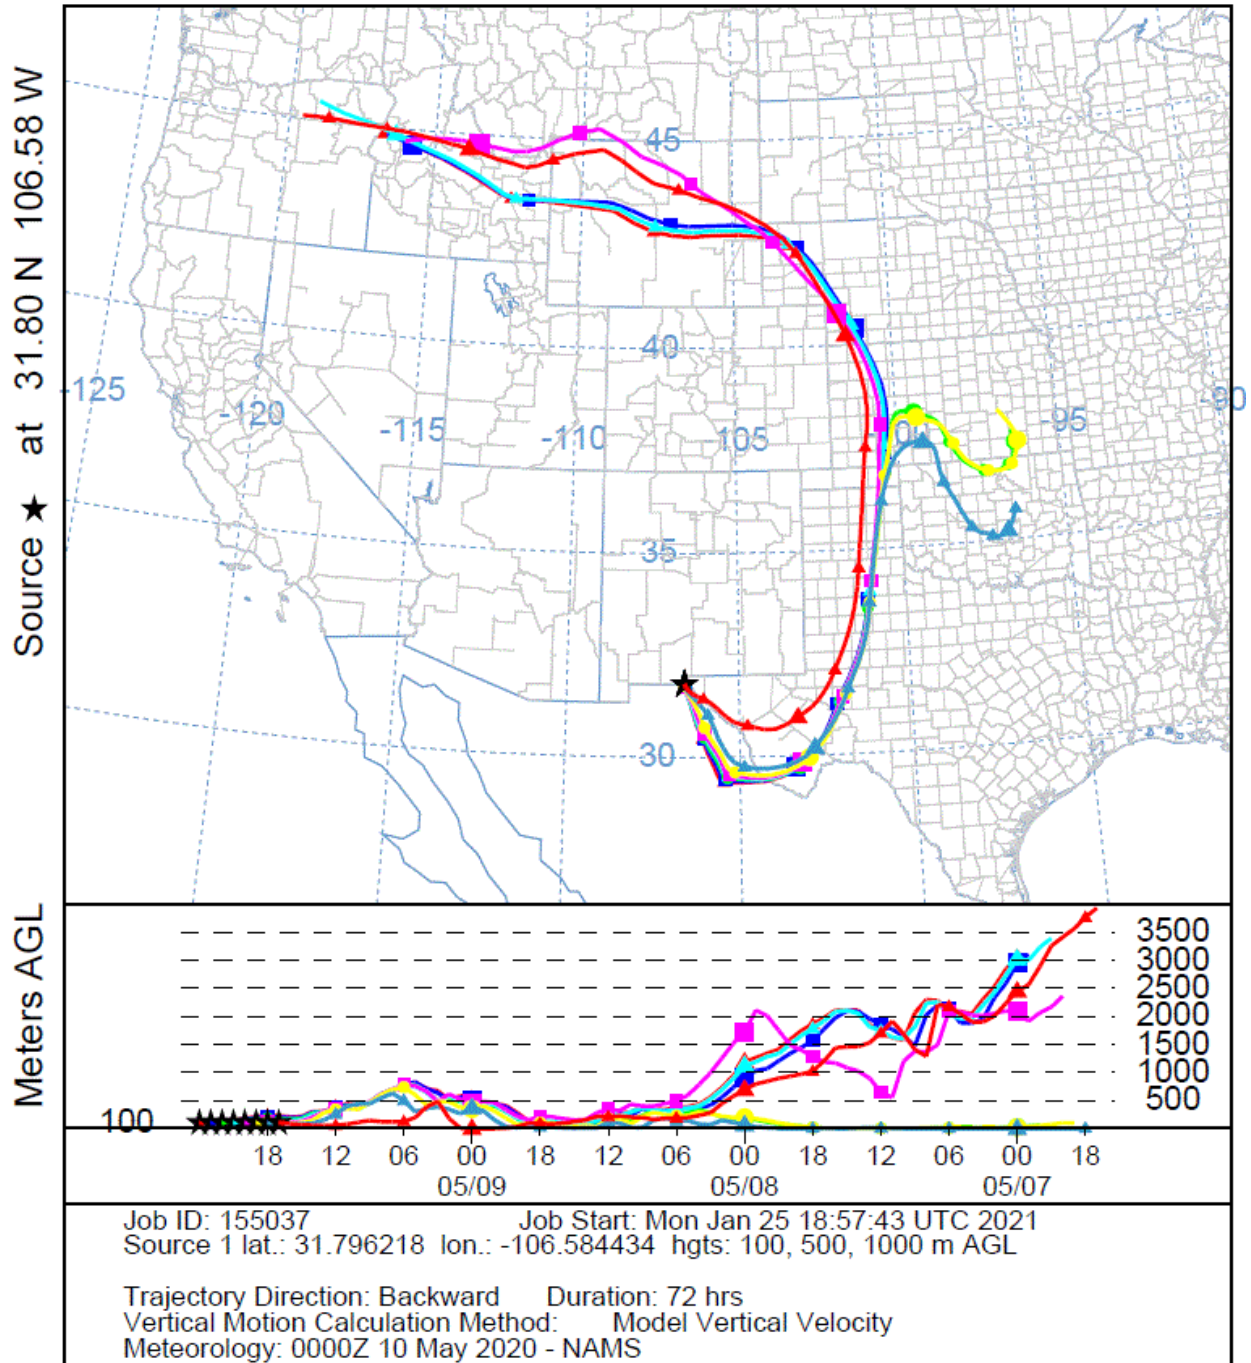 Source ★ at 31.80 N 106.58 W
45
40
-125
-120
-115
-110
-105
-95
-90
35
30
Meters AGL
3500
3000
2500
2000
1500
1000
500
100
18 12 06 00 18 12 06 00 18 12 06 00 18
05/09 05/08 05/07
Job ID: 155037 Job Start: Mon Jan 25 18:57:43 UTC 2021
Source 1 lat.: 31.796218 lon.: -106.584434 hgts: 100, 500, 1000 m AGL
Trajectory Direction: Backward Duration: 72 hrs
Vertical Motion Calculation Method: Model Vertical Velocity
Meteorology: 0000Z 10 May 2020 - NAMS